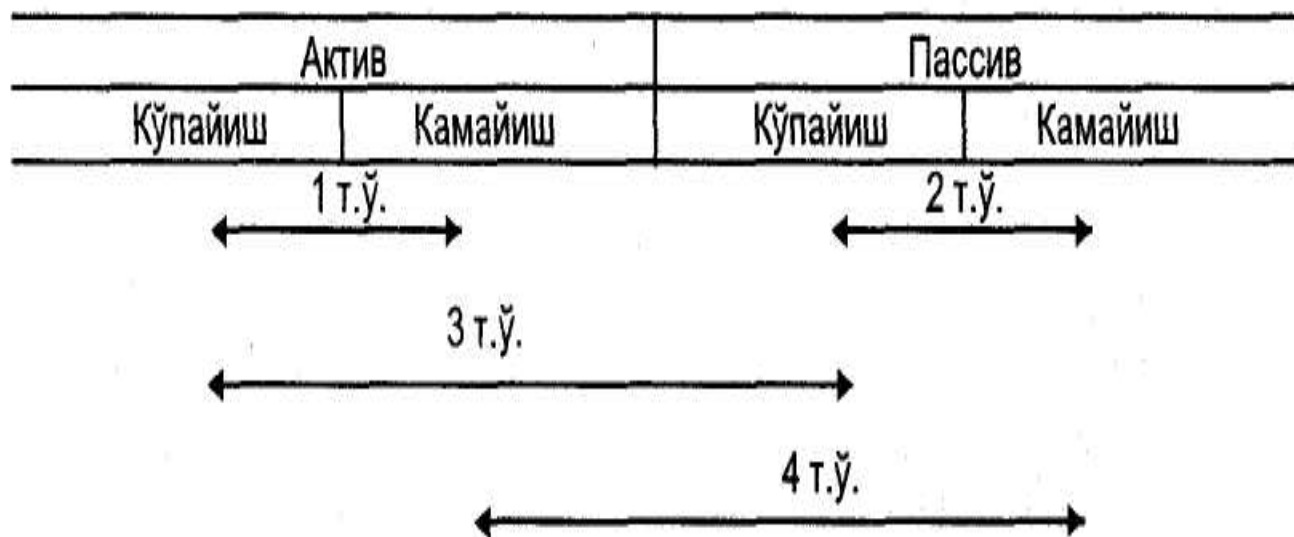 Актив Пассив
Кўпайиш Камайиш Кўпайиш Камайиш
1 т.ў. 2 т.ў.
3 т.ў.
4 т.ў.